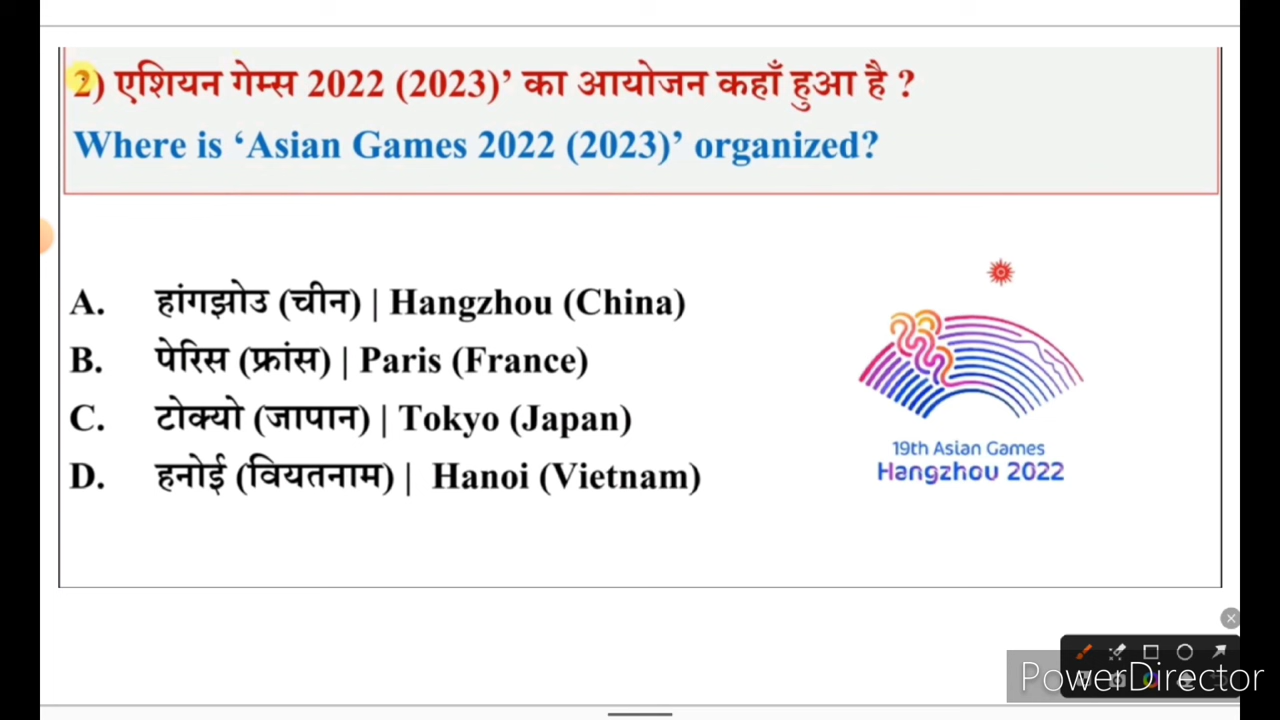 2) एशियन गेम्स 2022 (2023)’ का आयोजन कहाँ हुआ है ?
Where is ‘Asian Games 2022 (2023)’ organized?
A. हांगझोउ (चीन) | Hangzhou (China)
B. पेरिस (फ्रांस) | Paris (France)
C. टोक्यो (जापान) | Tokyo (Japan)
D. हनोई (वियतनाम) | Hanoi (Vietnam)
19th Asian Games
Hangzhou 2022
PowerDirector